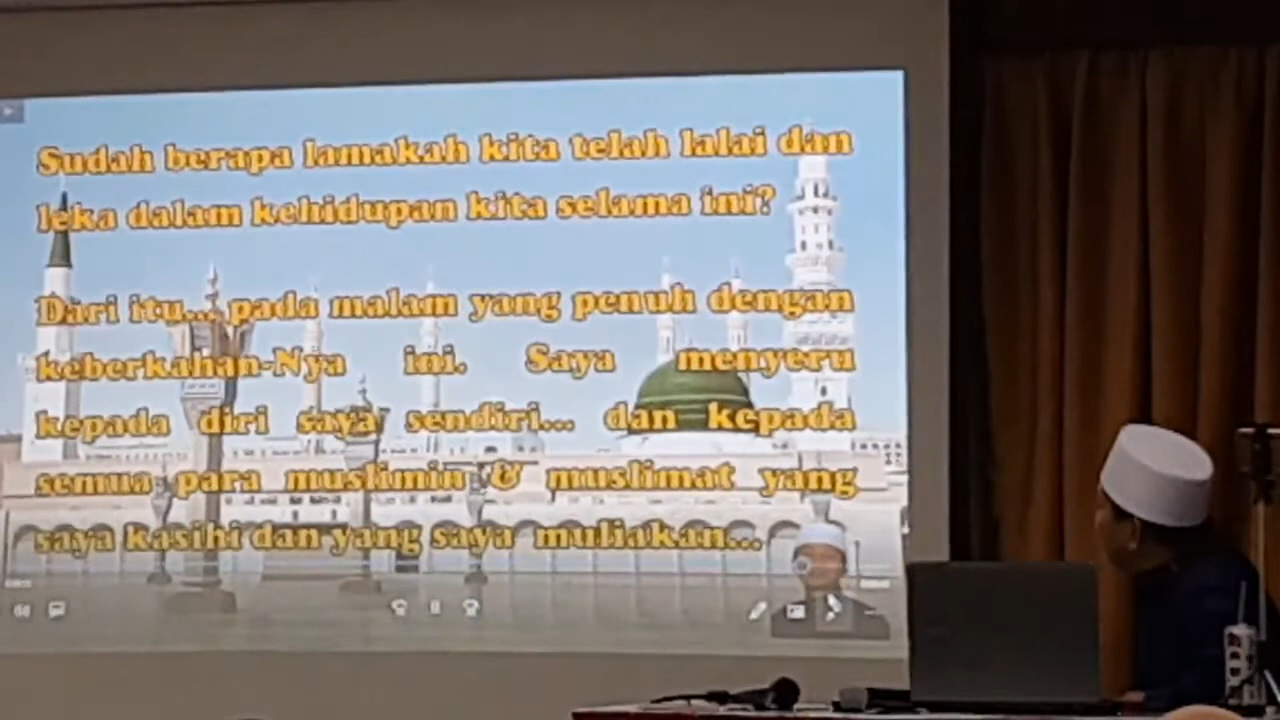 Sudah berapa lamakah kita telah lalai dan
leka dalam kehidupan kita selama ini?
Dari itu... pada malam yang penuh dengan
keberkahan-Nya ini. Saya menyeru
kepada diri saya sendiri... dan kepada
semua para muslimin & muslimat yang
saya kasihi dan yang saya muliakan...